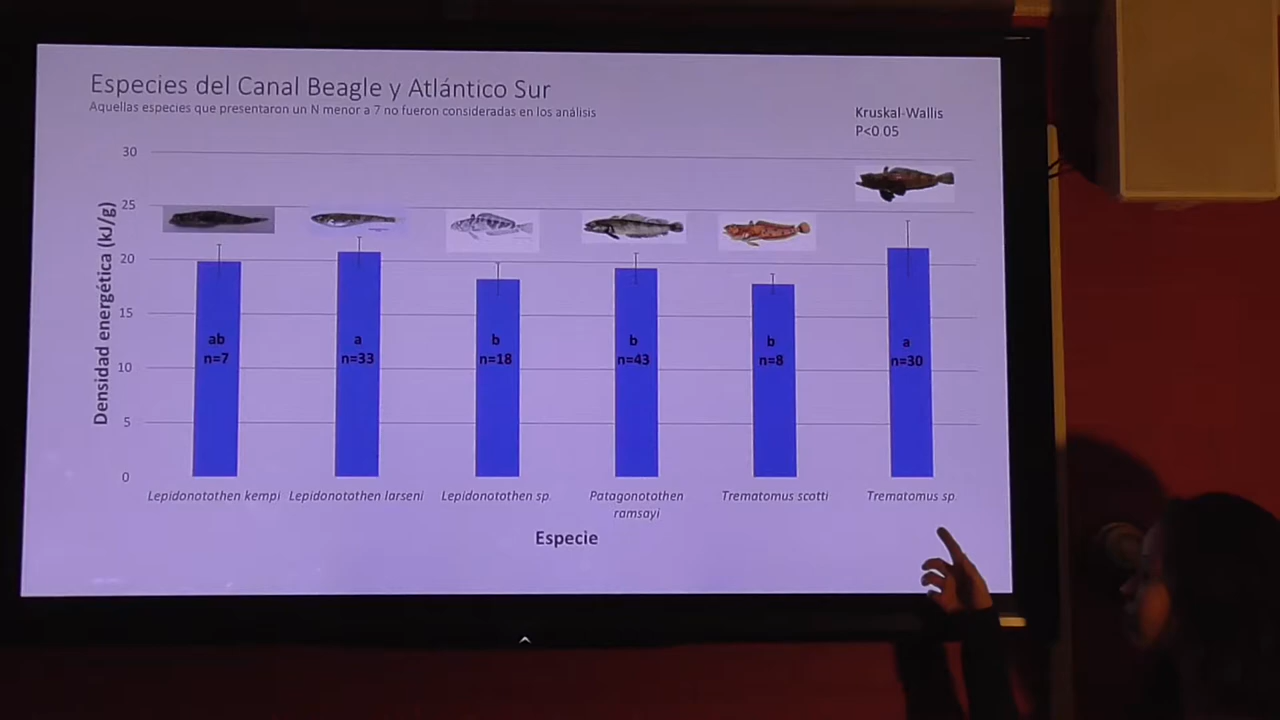 Especies del Canal Beagle y Atlántico Sur
Aquellas especies que presentaron un N menor a 7 no fueron consideradas en los análisis
Kruskal-Wallis
P<0.05
Densidad energética (kJ/g)
30
25
20
15
10
5
0
ab
n=7
a
n=33
b
n=18
b
n=43
b
n=8
a
n=30
Lepidonotothen kempi
Lepidonotothen larseni
Lepidonotothen sp.
Patagonotothen
ramsayi
Trematomus scotti
Trematomus sp.
Especie